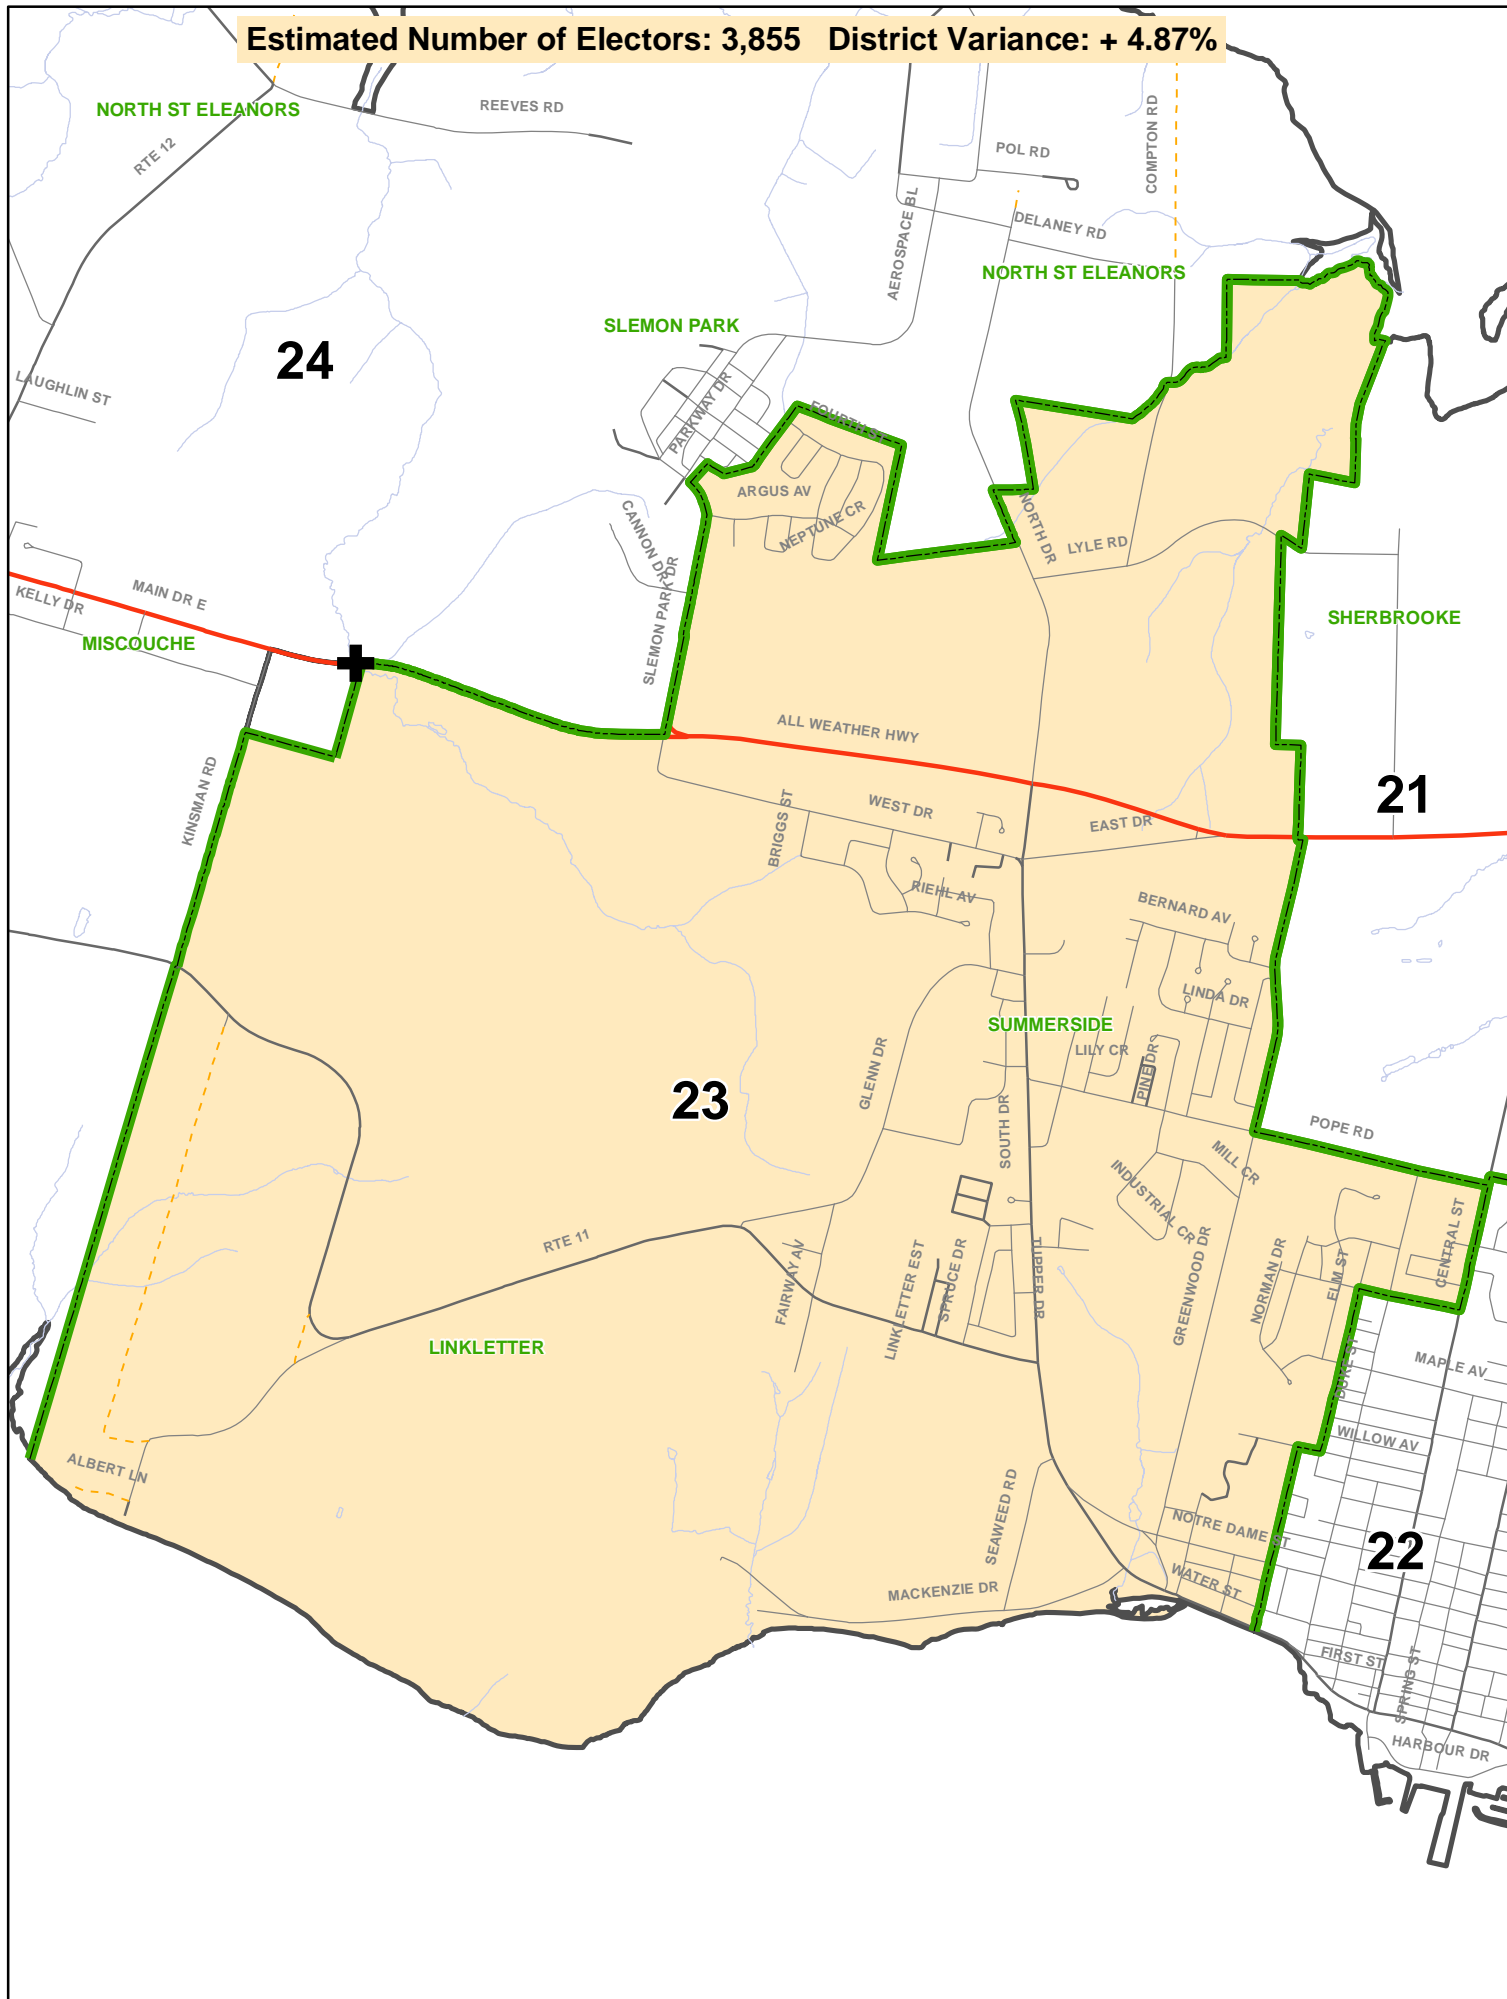 Estimated Number of Electors: 3,855 District Variance: + 4.87%
NORTH ST ELEANORS
REEVES RD
RTE 12
POL RD
COMPTON RD
AEROSPACE BL
DELANEY RD
NORTH ST ELEANORS
SLEMON PARK
24
LAUGHLIN ST
PARKWAY DR
ARGUS AV
NEPTUNE CR
CANNON DR
NORTH DR
LYLE RD
SLEMON PARK DR
MAIN DR E
KELLY DR
MISCOUCHE
SHERBROOKE
ALL WEATHER HWY
21
KINSMAN RD
WEST DR
EAST DR
BRIGGS ST
RIEHL AV
BERNARD AV
LINDA DR
SUMMERSIDE
LILY CR
PINE DR
GLENN DR
23
SOUTH DR
POPE RD
MILL CR
INDUSTRIAL CR
CENTRAL ST
RTE 11
FAIRWAY AV
LINKLETTER EST
SPRUCE DR
TUPPER DR
GREENWOOD DR
NORMAN DR
ELM ST
LINKLETTER
DUKE ST
MAPLE AV
WILLOW AV
ALBERT LN
SEAWEED RD
NOTRE DAME ST
22
WATER ST
MACKENZIE DR
FIRST ST
SPRING ST
HARBOUR DR